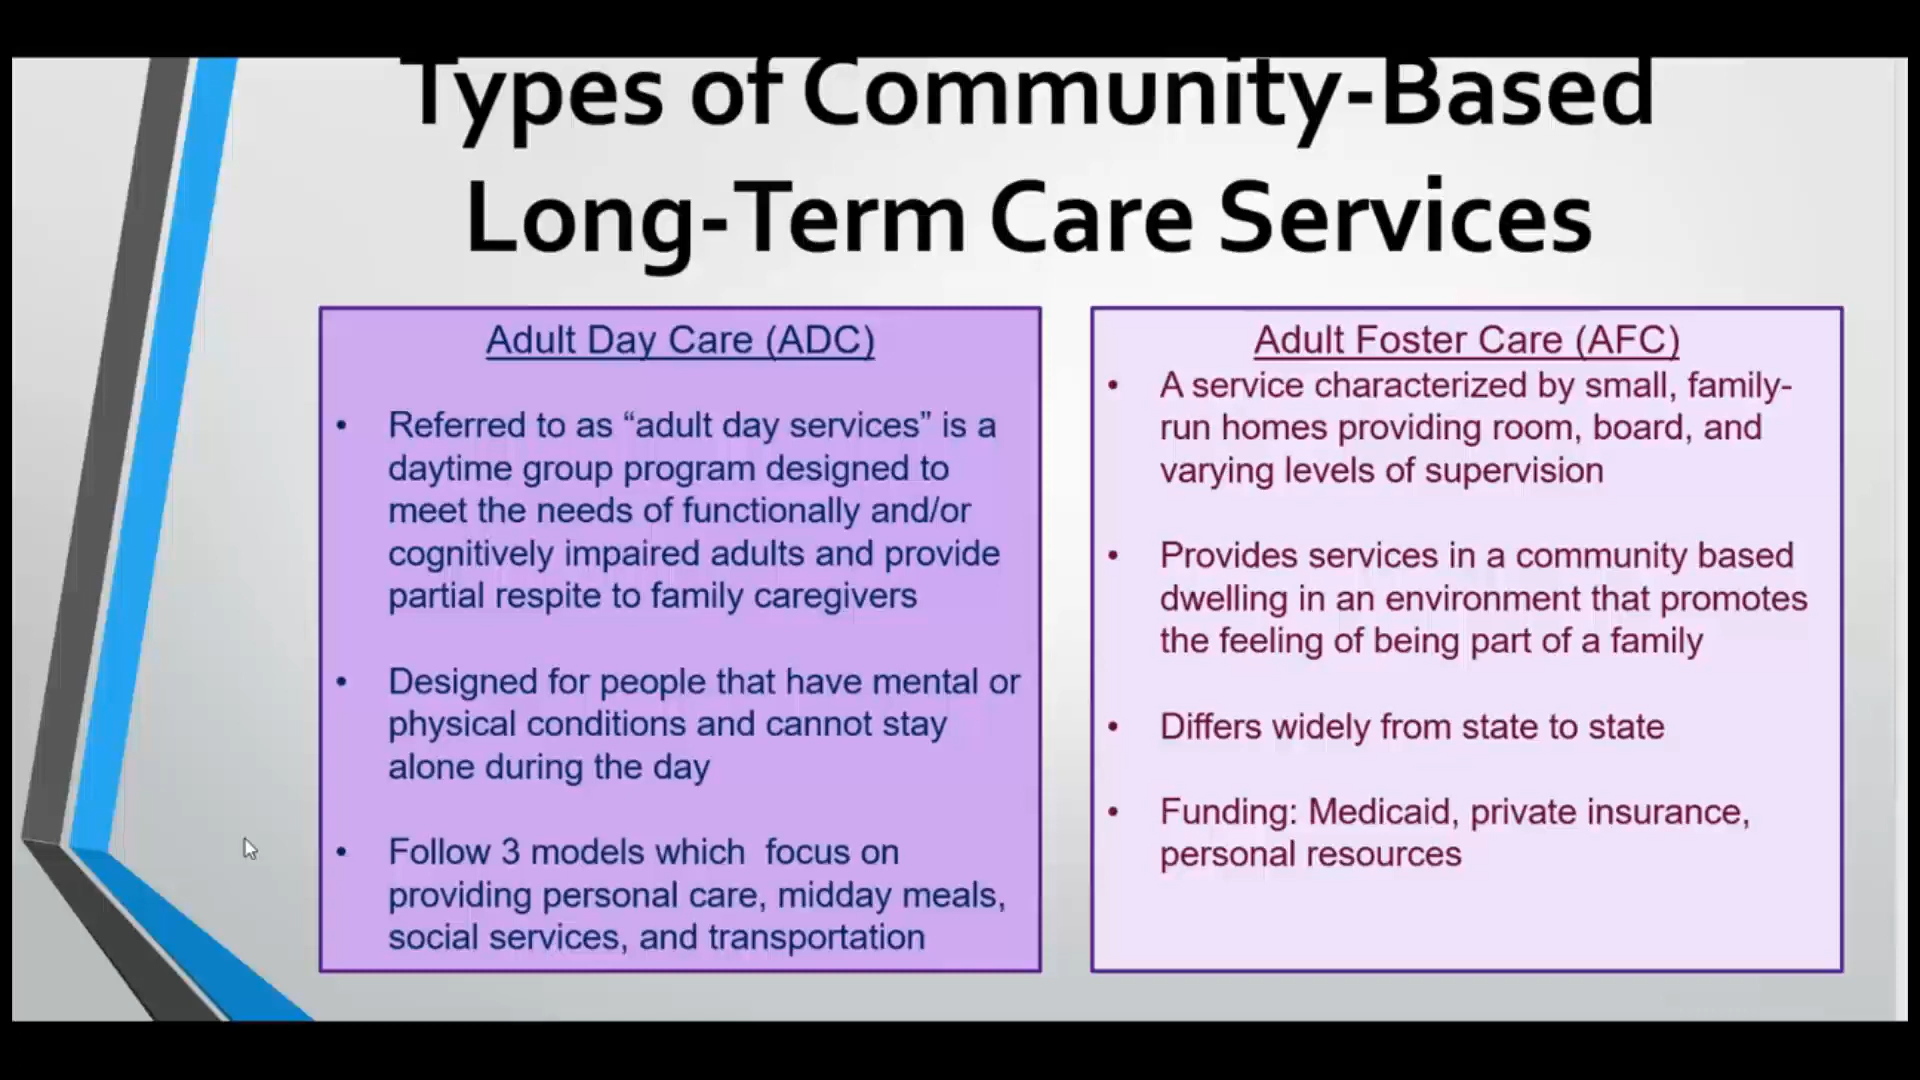 Types of Community-Based
Long-Term Care Services
Adult Day Care (ADC)
• Referred to as “adult day services” is a
daytime group program designed to
meet the needs of functionally and/or
cognitively impaired adults and provide
partial respite to family caregivers
• Designed for people that have mental or
physical conditions and cannot stay
alone during the day
• Follow 3 models which  focus on
providing personal care, midday meals,
social services, and transportation
Adult Foster Care (AFC)
• A service characterized by small, family-
run homes providing room, board, and
varying levels of supervision
• Provides services in a community based
dwelling in an environment that promotes
the feeling of being part of a family
• Differs widely from state to state
• Funding: Medicaid, private insurance,
personal resources